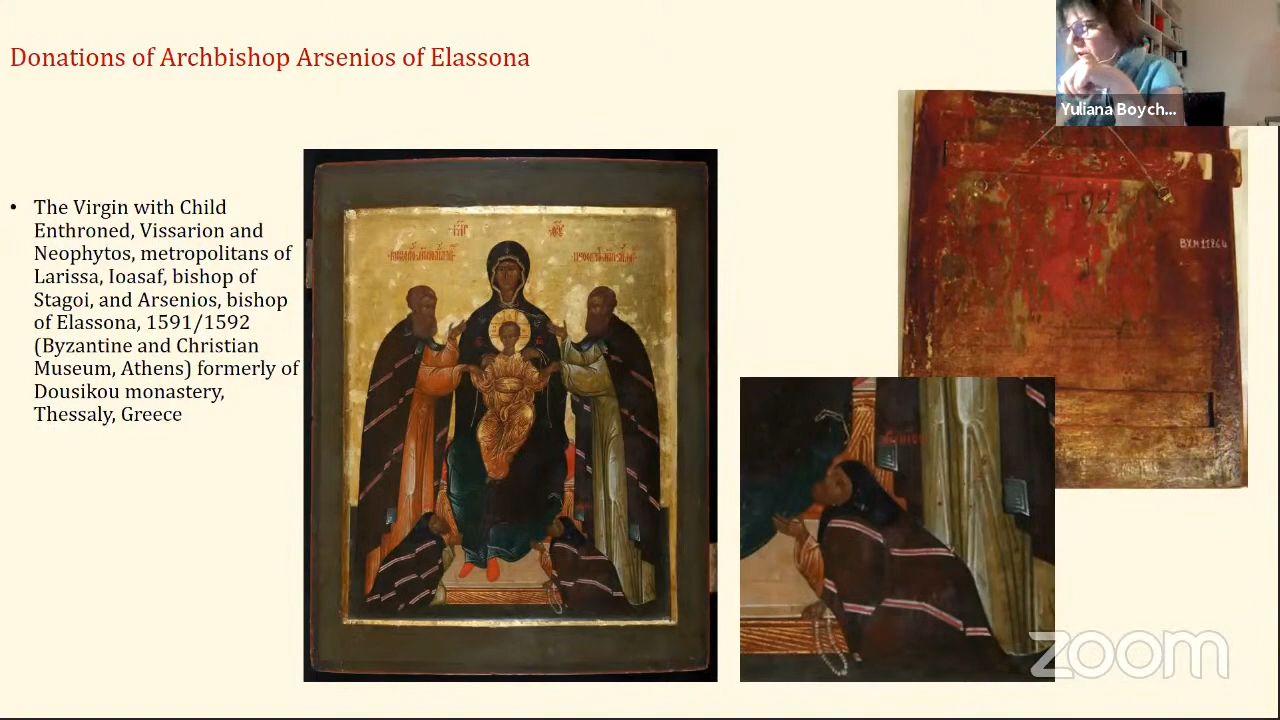 Donations of Archbishop Arsenios of Elassona
Yuliana Boych...
• The Virgin with Child
Enthroned, Vissarion and
Neophytos, metropolitans of
Larissa, Ioasaf, bishop of
Stagoi, and Arsenios, bishop
of Elassona, 1591/1592
(Byzantine and Christian
Museum, Athens) formerly of
Dousikou monastery,
Thessaly, Greece
T92
ΒΧΜ11864
zoom